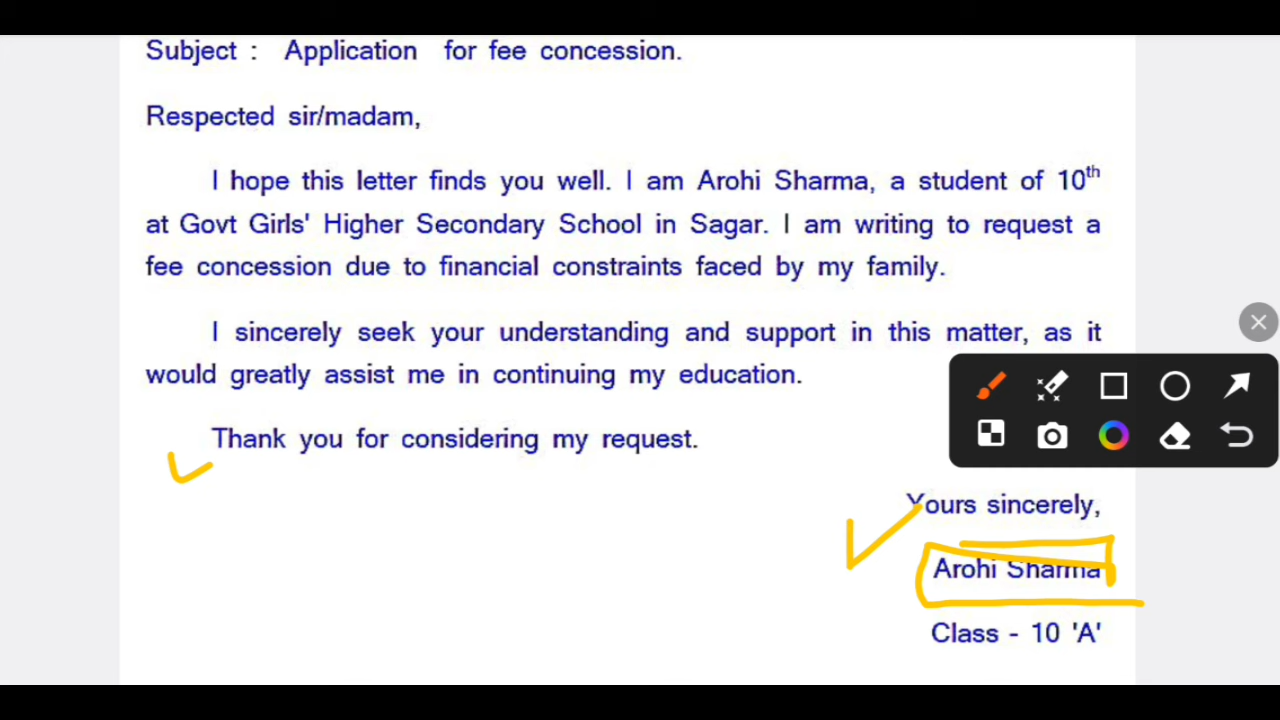 Subject : Application for fee concession.
Respected sir/madam,
I hope this letter finds you well. I am Arohi Sharma, a student of 10th
at Govt Girls' Higher Secondary School in Sagar. I am writing to request a
fee concession due to financial constraints faced by my family.
I sincerely seek your understanding and support in this matter, as it
would greatly assist me in continuing my education.
Thank you for considering my request.
Yours sincerely,
Arohi Sharma
Class - 10 'A'